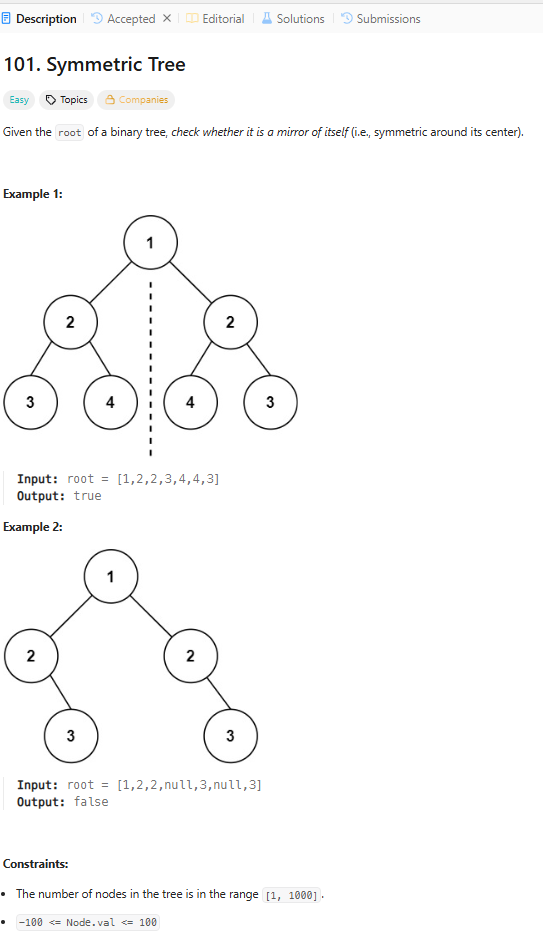 Description Accepted Editorial Solutions Submissions
101. Symmetric Tree
Easy Topics Companies
Given the root of a binary tree, check whether it is a mirror of itself (i.e., symmetric around its center).
Example 1:
1
2 2
3 4 4 3
Input: root = [1,2,2,3,4,4,3]
Output: true
Example 2:
1
2 2
3 3
Input: root = [1,2,2,null,3,null,3]
Output: false
Constraints:
• The number of nodes in the tree is in the range [1, 1000].
• -100 <= Node.val <= 100